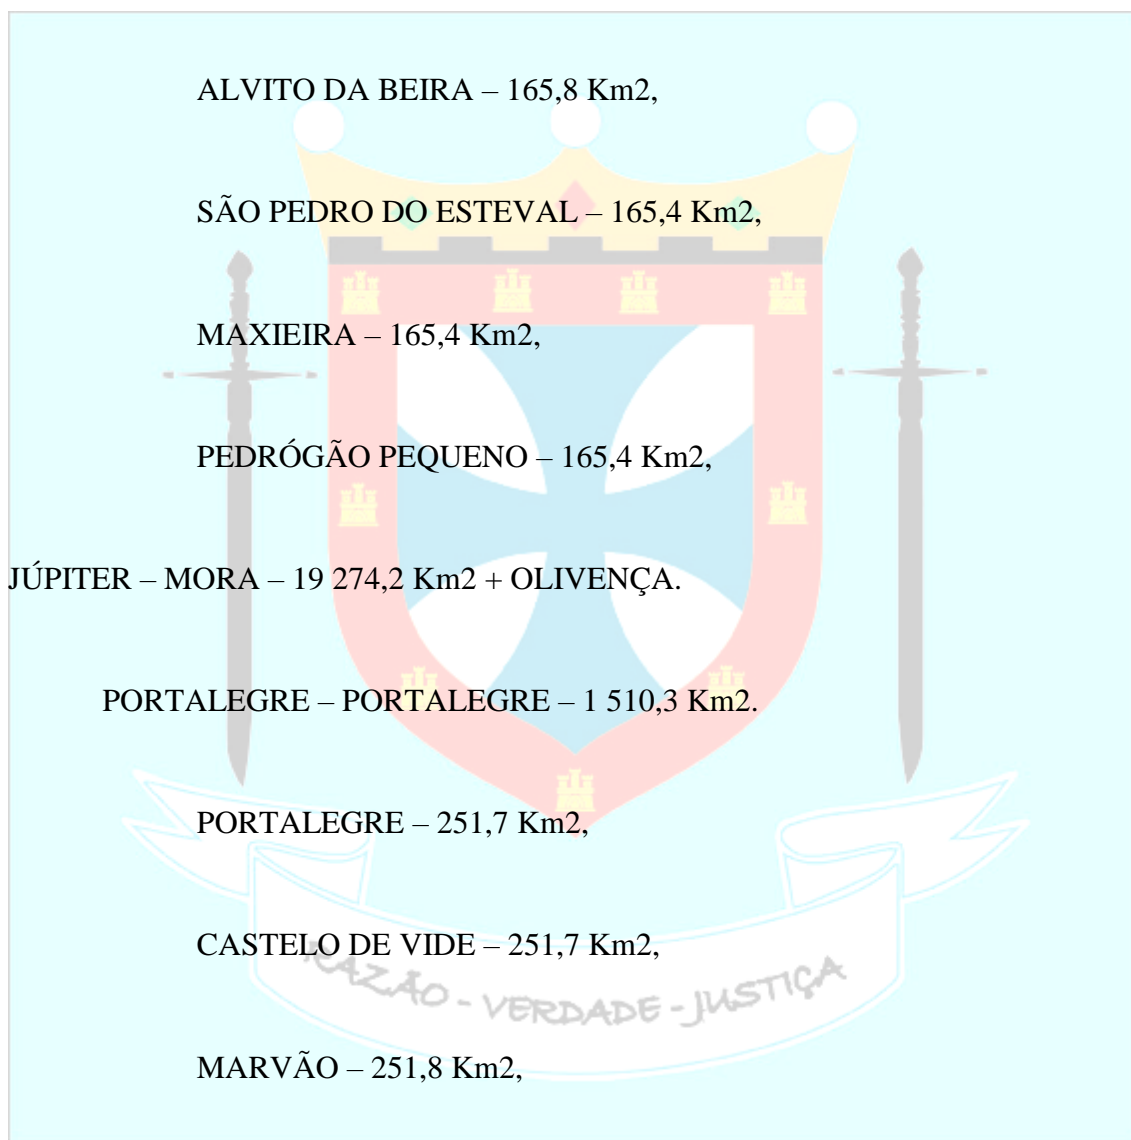 ALVITO DA BEIRA – 165,8 Km2,
SÃO PEDRO DO ESTEVAL – 165,4 Km2,
MAXIEIRA – 165,4 Km2,
PEDRÓGÃO PEQUENO – 165,4 Km2,
JÚPITER – MORA – 19 274,2 Km2 + OLIVENÇA.
PORTALEGRE – PORTALEGRE – 1 510,3 Km2.
PORTALEGRE – 251,7 Km2,
CASTELO DE VIDE – 251,7 Km2,
RAZÃO - VERDADE - JUSTIÇA
MARVÃO – 251,8 Km2,